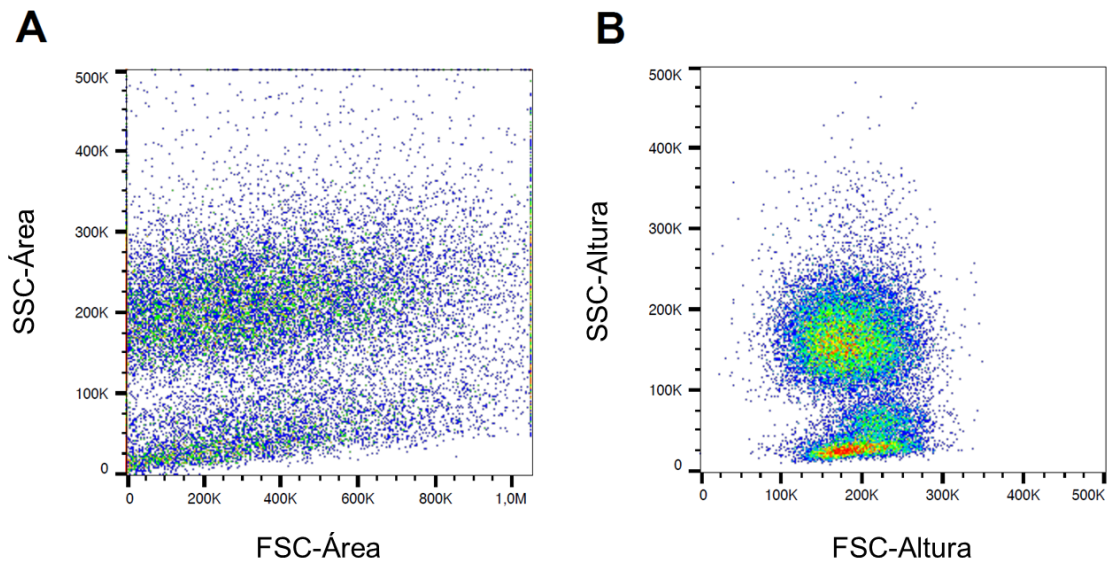 A
B
500K
400K
300K
200K
100K
0
SSC-Área
0
200K
400K
600K
800K
1,0M
FSC-Área
500K
400K
300K
200K
100K
0
SSC-Altura
0
100K
200K
300K
400K
500K
FSC-Altura